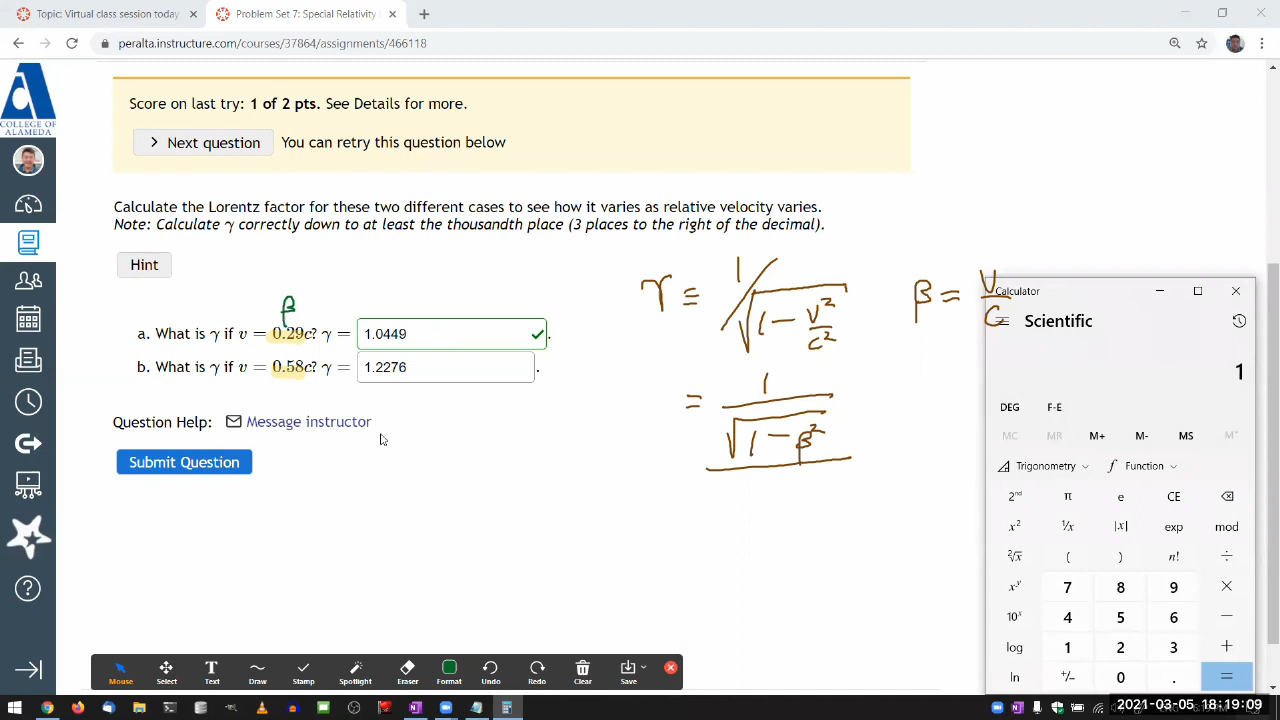 Topic: Virtual class session today
Problem Set 7: Special Relativity
peralta.instructure.com/courses/37864/assignments/466118
COLLEGE OF
ALAMEDA
Score on last try: 1 of 2 pts. See Details for more.
Next question
You can retry this question below
Calculate the Lorentz factor for these two different cases to see how it varies as relative velocity varies.
Note: Calculate γ correctly down to at least the thousandth place (3 places to the right of the decimal).
Hint
β
a. What is γ if v = 0.29c? γ = 1.0449 .
b. What is γ if v = 0.58c? γ = 1.2276 .
Question Help: Message instructor
Submit Question
γ ≡ 1/√(1 − v²/c²)
= 1/√(1 − β²)
β = v/c
Calculator
Scientific
1
DEG F-E
MC MR M+ M- MS M˅
Trigonometry Function
2ⁿᵈ π e CE
x² ¹/x |x| exp mod
²√x ( ) n! ÷
xʸ 7 8 9 ×
10ˣ 4 5 6 −
log 1 2 3 +
ln +/− 0 . =
Mouse Select Text Draw Stamp Spotlight Eraser Format Undo Redo Clear Save
2021-03-05 18:19:09